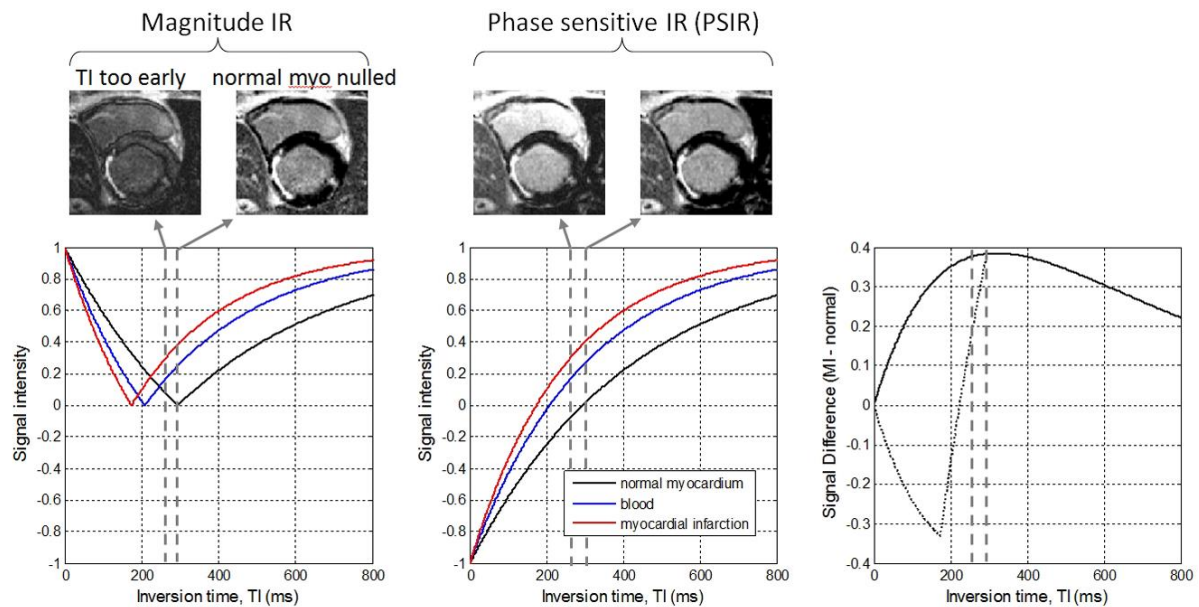 Magnitude IR
Phase sensitive IR (PSIR)
TI too early
normal myo nulled
1
0.8
0.6
0.4
0.2
0
-0.2
-0.4
-0.6
-0.8
-1
Signal intensity
0 200 400 600 800
Inversion time, TI (ms)
1
0.8
0.6
0.4
0.2
0
-0.2
-0.4
-0.6
-0.8
-1
Signal intensity
normal myocardium
blood
myocardial infarction
0 200 400 600 800
Inversion time, TI (ms)
0.4
0.3
0.2
0.1
0
-0.1
-0.2
-0.3
-0.4
Signal Difference (MI - normal)
0 200 400 600 800
Inversion time, TI (ms)